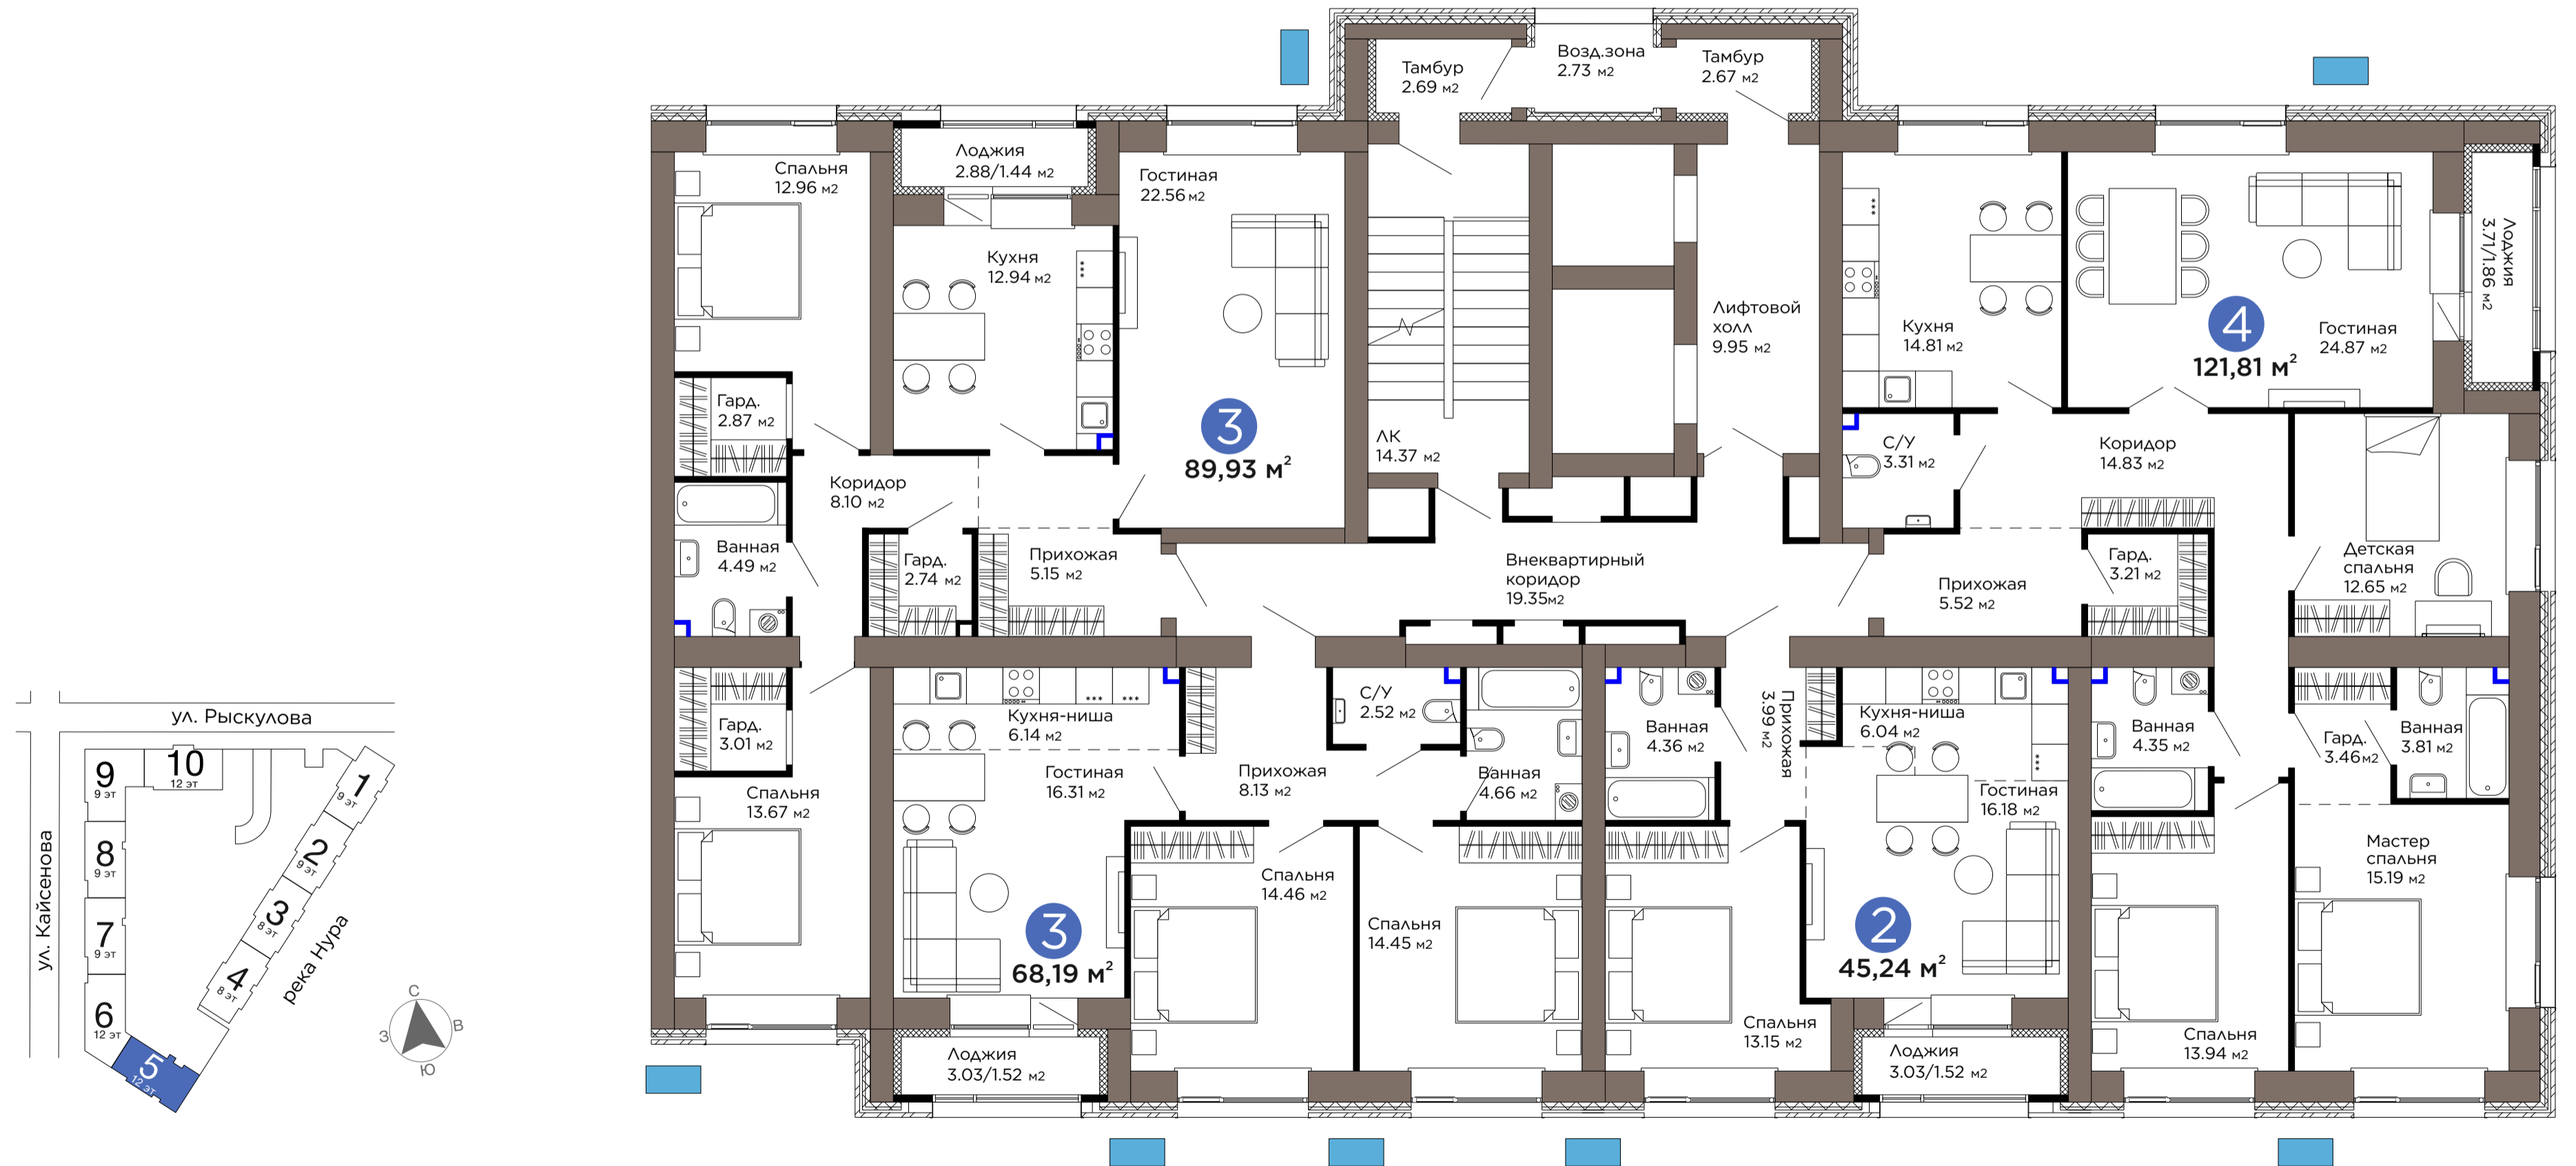 Тамбур
2.69 м2
Возд.зона
2.73 м2
Тамбур
2.67 м2
Спальня
12.96 м2
Лоджия
2.88/1.44 м2
Гостиная
22.56 м2
Кухня
12.94 м2
Гард.
2.87 м2
3
89,93 м²
Коридор
8.10 м2
Ванная
4.49 м2
Гард.
2.74 м2
Прихожая
5.15 м2
ЛК
14.37 м2
Лифтовой
холл
9.95 м2
Внеквартирный
коридор
19.35м2
Кухня
14.81 м2
4
121,81 м²
Гостиная
24.87 м2
Лоджия
3.71/1.86 м2
С/У
3.31 м2
Коридор
14.83 м2
Прихожая
5.52 м2
Гард.
3.21 м2
Детская
спальня
12.65 м2
Гард.
3.01 м2
Спальня
13.67 м2
Кухня-ниша
6.14 м2
Гостиная
16.31 м2
3
68,19 м²
Лоджия
3.03/1.52 м2
Прихожая
8.13 м2
С/У
2.52 м2
Ванная
4.66 м2
Спальня
14.46 м2
Спальня
14.45 м2
Ванная
4.36 м2
Прихожая
3.99 м2
Кухня-ниша
6.04 м2
Гостиная
16.18 м2
2
45,24 м²
Спальня
13.15 м2
Лоджия
3.03/1.52 м2
Ванная
4.35 м2
Гард.
3.46м2
Ванная
3.81 м2
Мастер
спальня
15.19 м2
Спальня
13.94 м2
ул. Рыскулова
ул. Кайсенова
река Нура
10
12 эт
9
9 эт
8
9 эт
7
9 эт
6
12 эт
5
12 эт
1
9 эт
2
9 эт
3
8 эт
4
8 эт
С
В
З
Ю